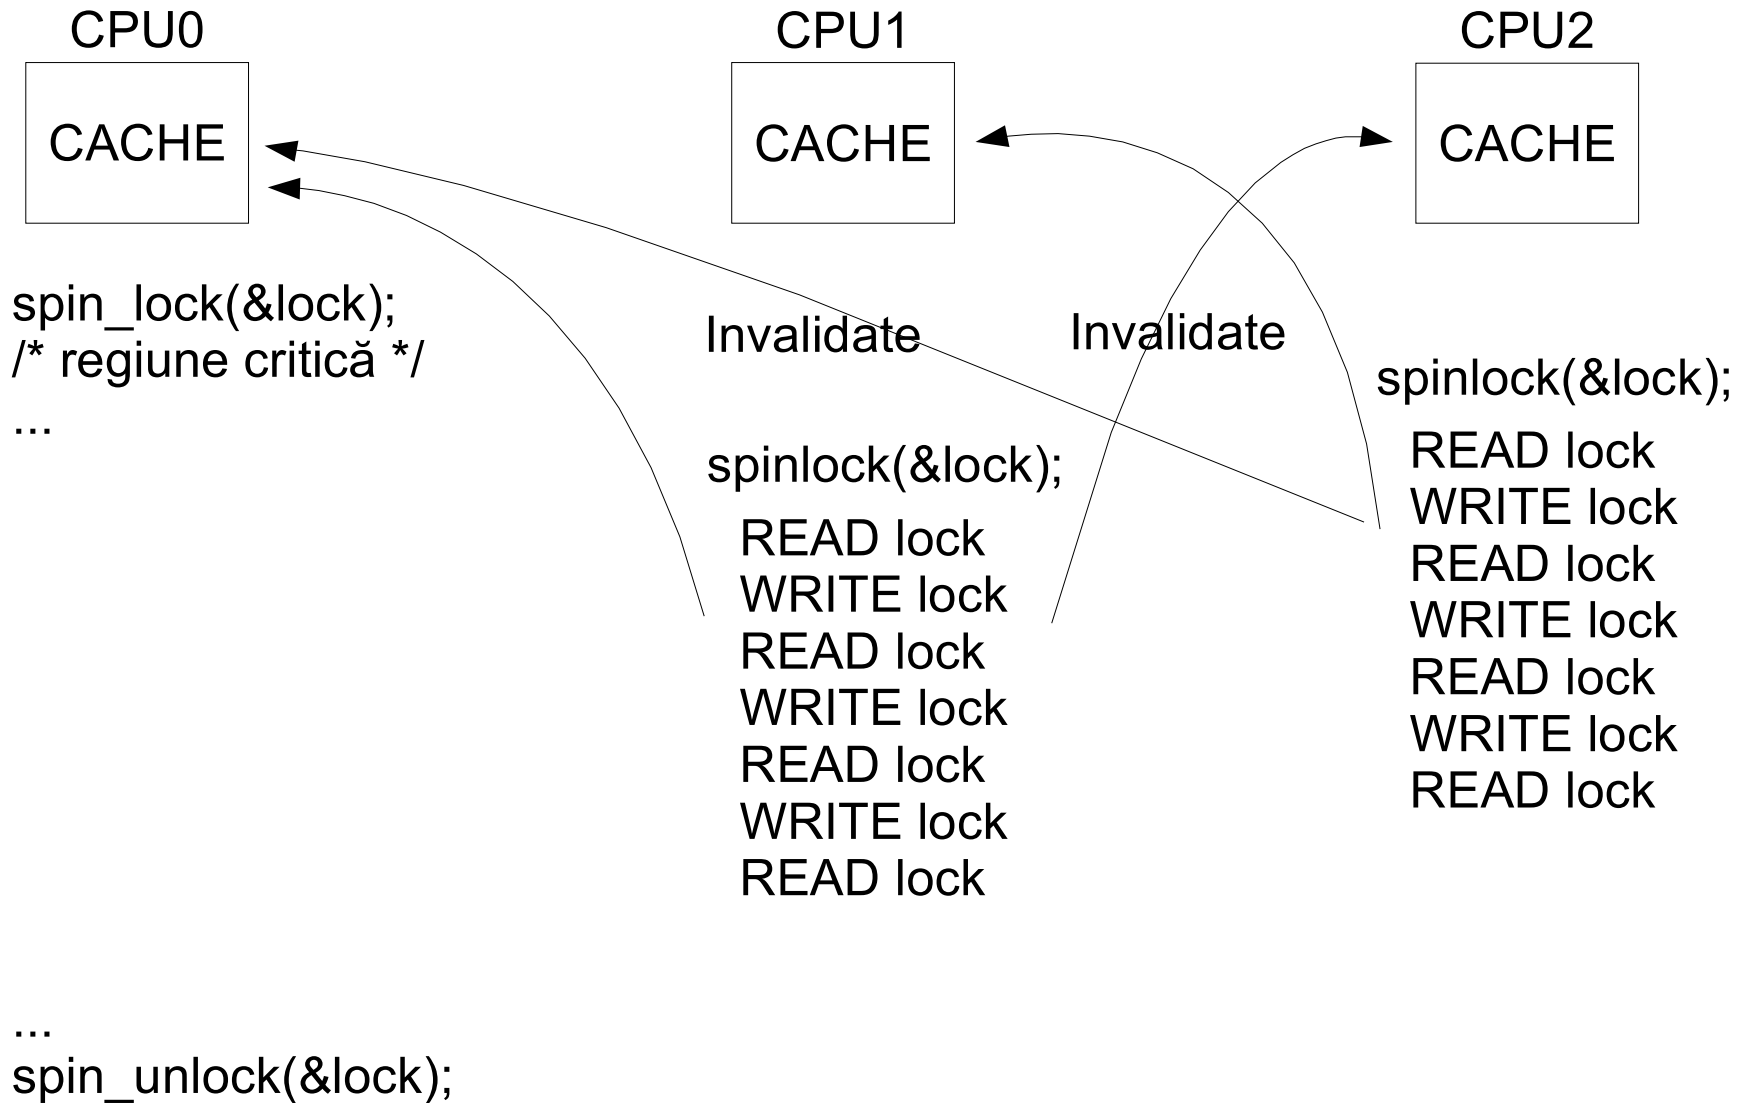 CPU0
CPU1
CPU2
CACHE
CACHE
CACHE
spin_lock(&lock);
/* regiune critică */
...
Invalidate
Invalidate
spinlock(&lock);
READ lock
WRITE lock
READ lock
WRITE lock
READ lock
WRITE lock
READ lock
spinlock(&lock);
READ lock
WRITE lock
READ lock
WRITE lock
READ lock
WRITE lock
READ lock
...
spin_unlock(&lock);